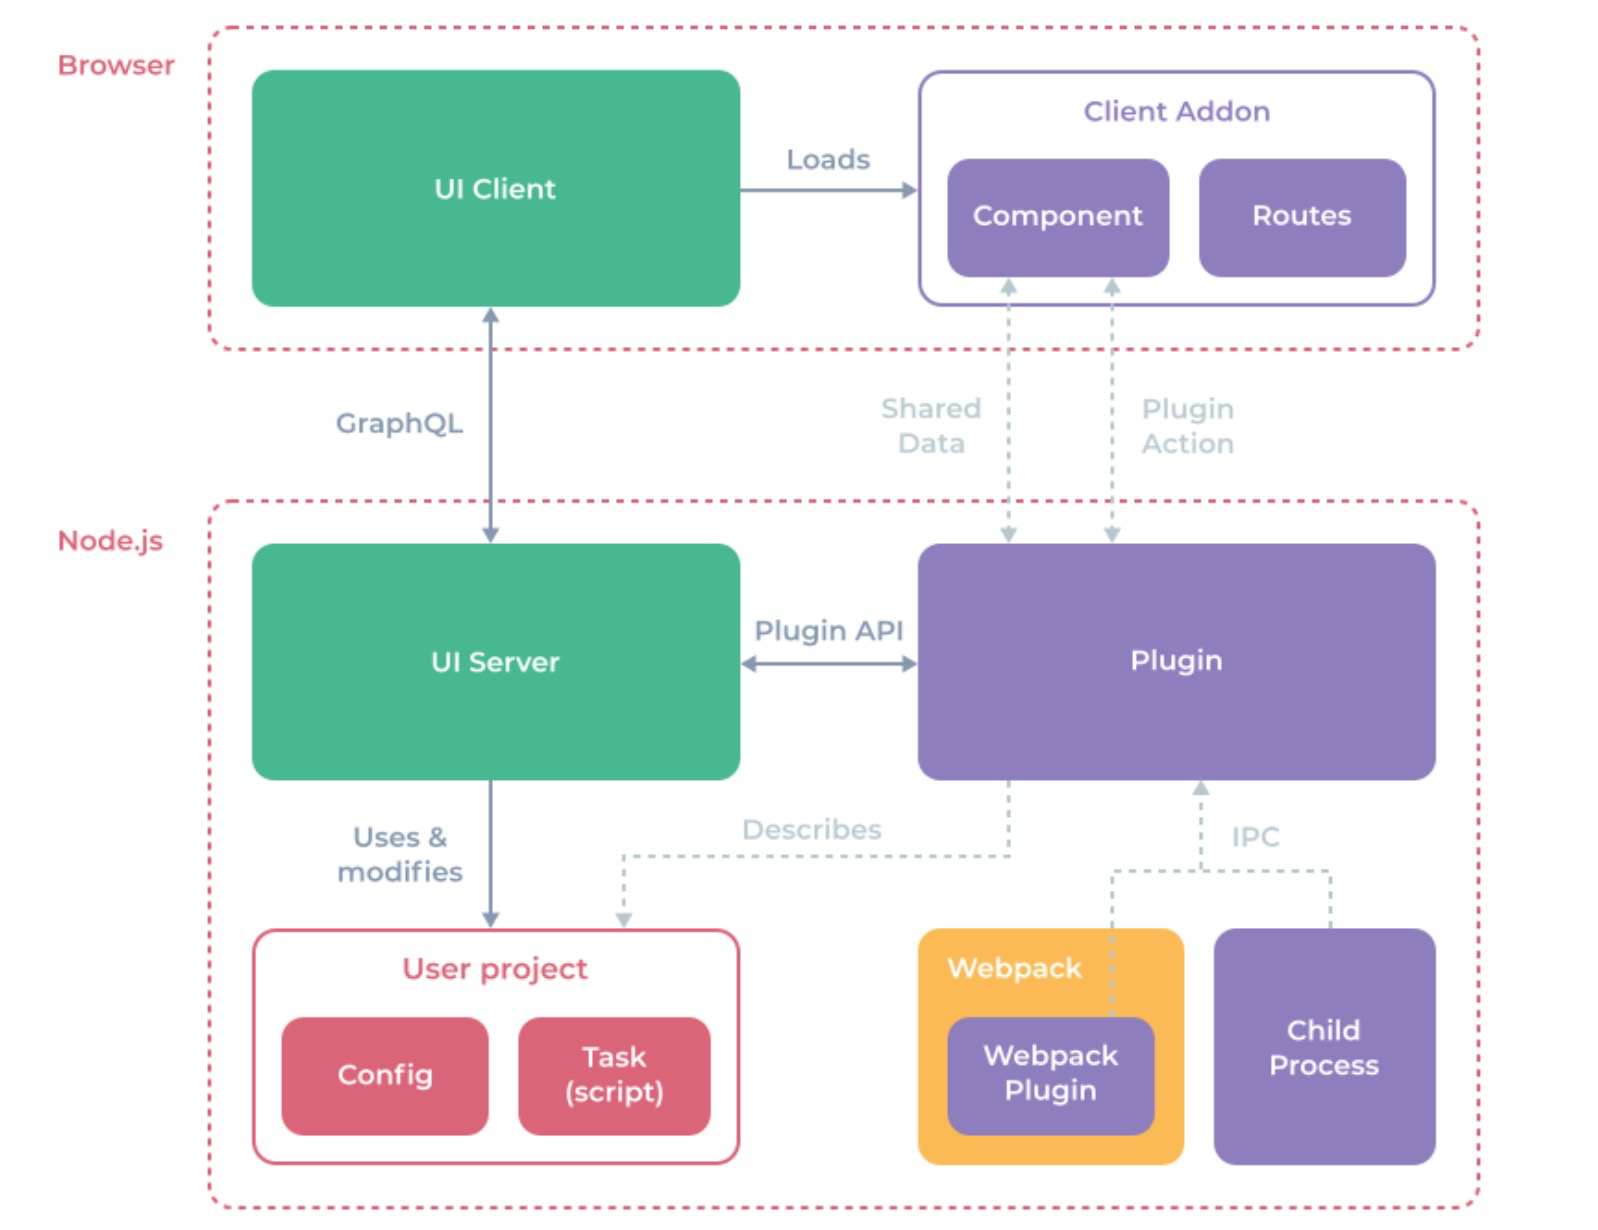 Browser
UI Client
Loads
Client Addon
Component
Routes
GraphQL
Shared
Data
Plugin
Action
Node.js
UI Server
Plugin API
Plugin
Uses &
modifies
Describes
IPC
User project
Config
Task
(script)
Webpack
Webpack
Plugin
Child
Process